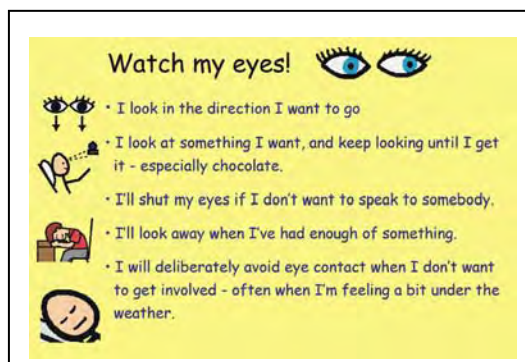 Watch my eyes!
• I look in the direction I want to go
• I look at something I want, and keep looking until I get
it - especially chocolate.
• I'll shut my eyes if I don't want to speak to somebody.
• I'll look away when I've had enough of something.
• I will deliberately avoid eye contact when I don't want
to get involved - often when I'm feeling a bit under the
weather.